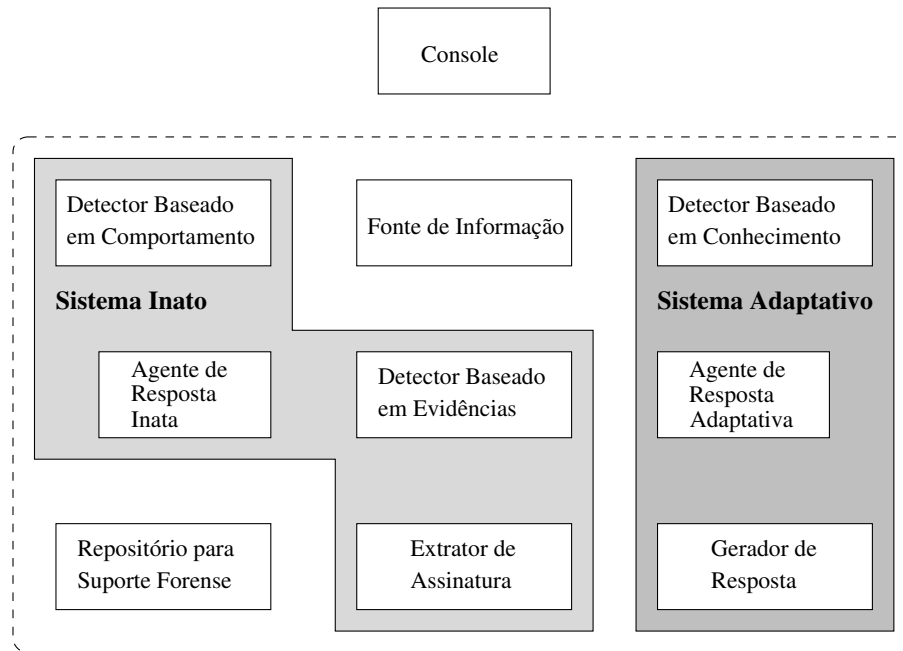 Console
Detector Baseado
em Comportamento
Fonte de Informação
Detector Baseado
em Conhecimento
Sistema Inato
Sistema Adaptativo
Agente de
Resposta
Inata
Detector Baseado
em Evidências
Agente de
Resposta
Adaptativa
Repositório para
Suporte Forense
Extrator de
Assinatura
Gerador de
Resposta